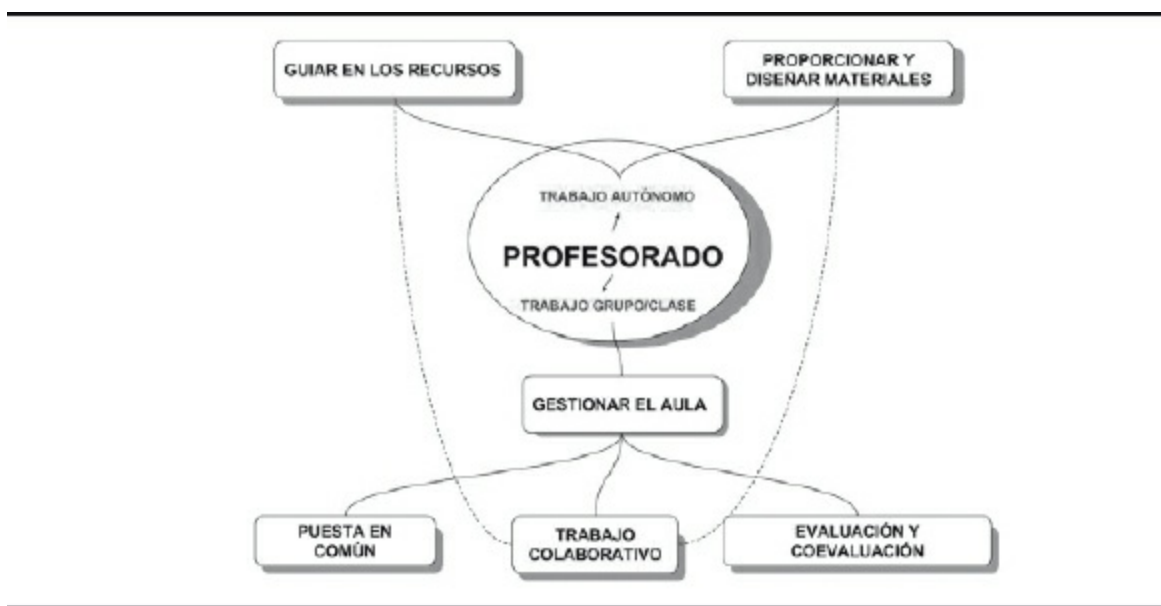 GUIAR EN LOS RECURSOS
PROPORCIONAR Y
DISEÑAR MATERIALES
TRABAJO AUTÓNOMO
PROFESORADO
TRABAJO GRUPO/CLASE
GESTIONAR EL AULA
PUESTA EN
COMÚN
TRABAJO
COLABORATIVO
EVALUACIÓN Y
COEVALUACIÓN